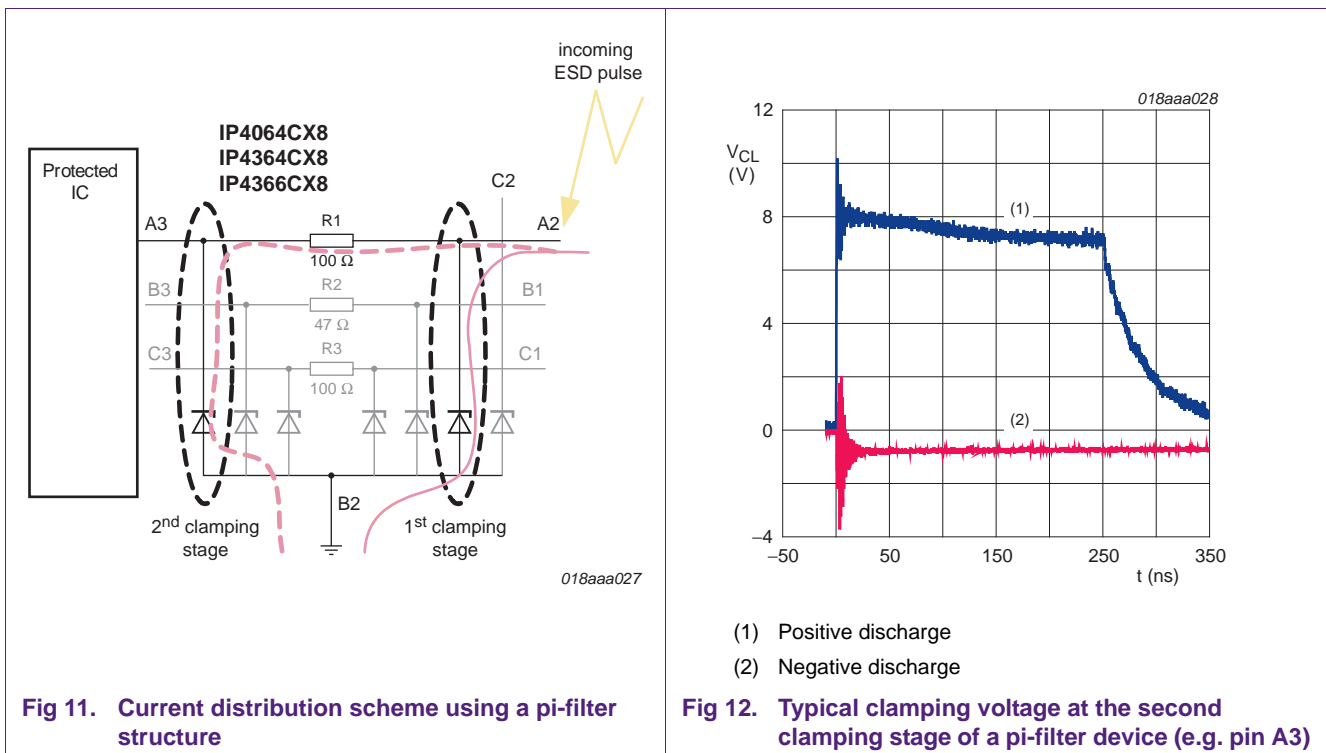 incoming
ESD pulse
IP4064CX8
IP4364CX8
IP4366CX8
Protected
IC
C2
A3
R1
A2
100 Ω
B3
R2
B1
47 Ω
C3
R3
C1
100 Ω
B2
2nd clamping
stage
1st clamping
stage
018aaa027
Fig 11. Current distribution scheme using a pi-filter
structure
018aaa028
12
VCL
(V)
8
(1)
4
0
(2)
−4
−50 50 150 250 350
t (ns)
(1) Positive discharge
(2) Negative discharge
Fig 12. Typical clamping voltage at the second
clamping stage of a pi-filter device (e.g. pin A3)